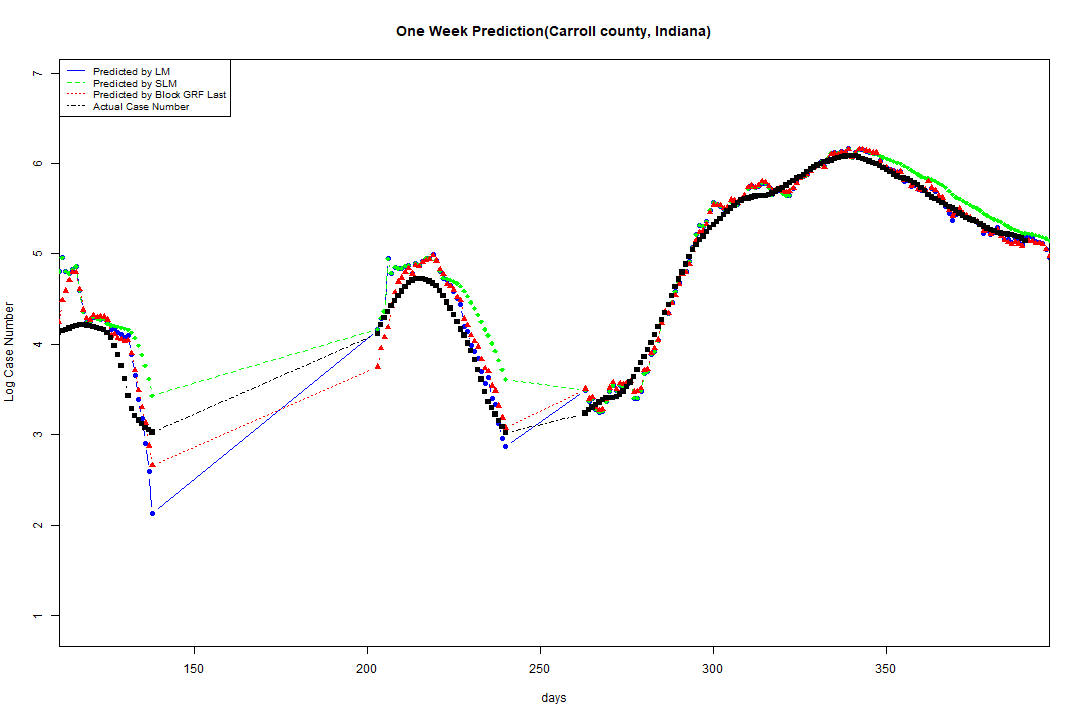 One Week Prediction(Carroll county, Indiana)
Predicted by LM
Predicted by SLM
Predicted by Block GRF Last
Actual Case Number
7
6
5
4
3
2
1
Log Case Number
150 200 250 300 350
days